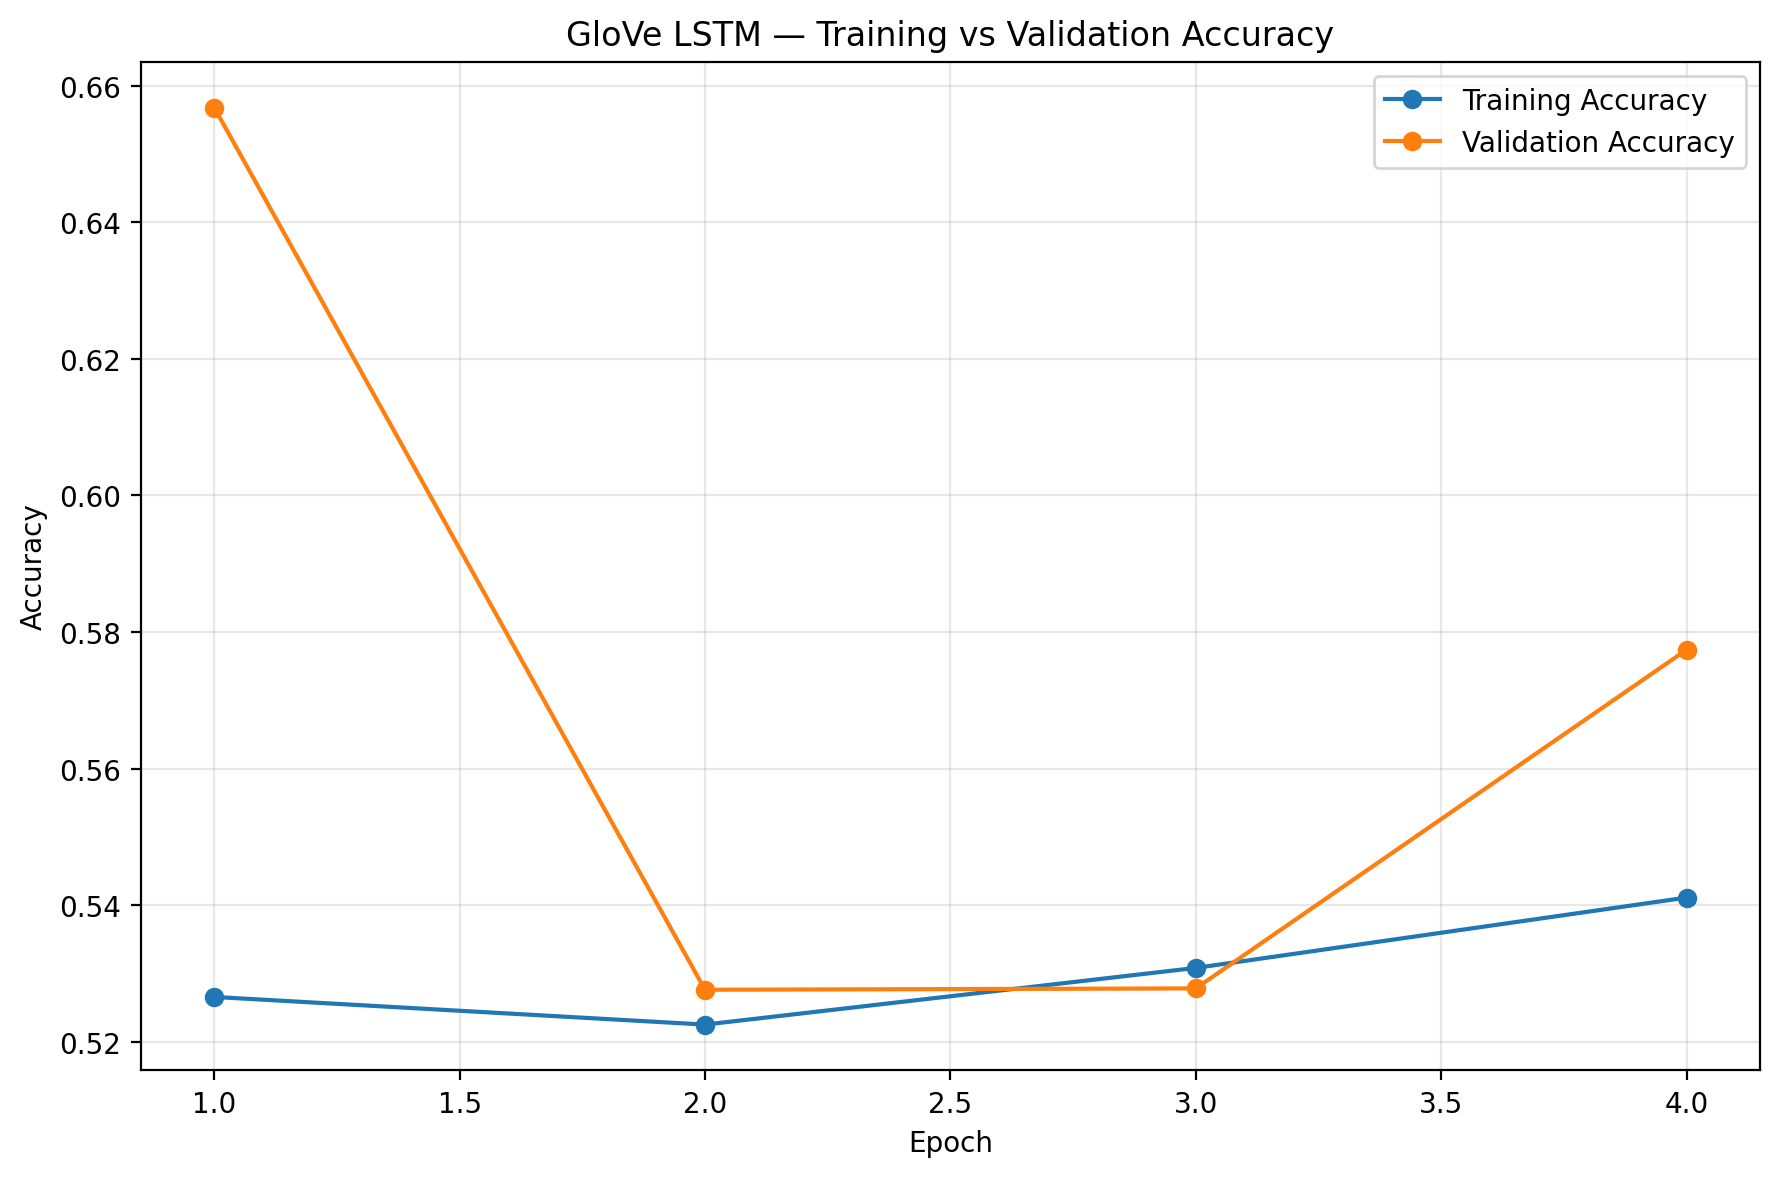 GloVe LSTM — Training vs Validation Accuracy
Training Accuracy
Validation Accuracy
Accuracy
0.66
0.64
0.62
0.60
0.58
0.56
0.54
0.52
1.0 1.5 2.0 2.5 3.0 3.5 4.0
Epoch